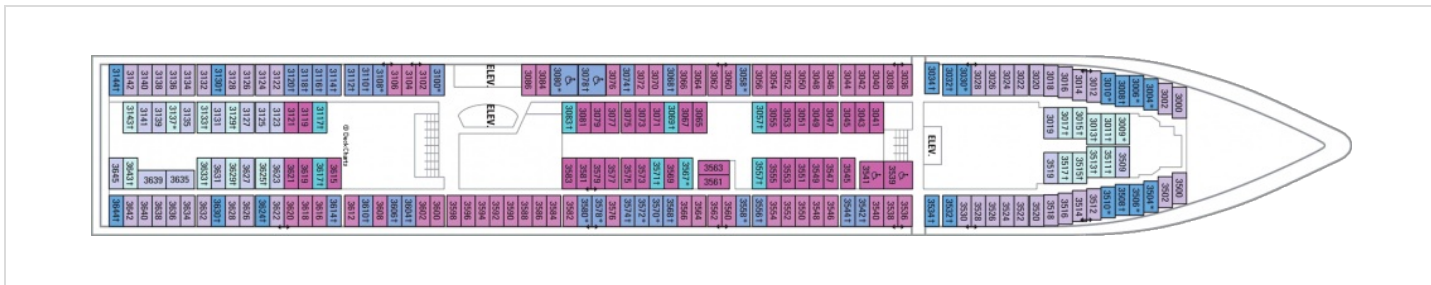 3144† 3142 3140 3138 3136 3134 3132 3130† 3128 3126 3124 3122 3120† 3118† 3116† 3114† 3112† 3110† 3108* 3106 3104 3102 3100* ELEV. 3086 3084 3080* 3078† 3076 3074† 3072 3070 3068† 3066 3064 3062 3060 3058* 3056 3054 3052 3050 3048 3044 3042 3040 3038 3036 3034† 3032† 3030* 3028 3026 3024 3022 3020 3018 3016 3014 3012 3010* 3008† 3006* 3004* 3002 3000
3143† 3141 3139 3137* 3135 3133† 3131 3129† 3127 3125 3123 3121 3119 3117† ELEV. 3083† 3081 3079 3077 3075 3073 3071 3069† 3067 3065 3057† 3055 3053 3051 3049 3047 3045 3043 3041 3019 3017† 3015† 3013† 3011† 3009*
© Deck Charts
ELEV.
3645 3643† 3639 3635 3633† 3631 3629† 3627 3625† 3623 3621 3619 3617† 3615 3583 3581 3579 3577 3575 3573 3571† 3569 3567* 3563 3561 3557† 3555 3553 3551 3549 3547 3545 3541 3539 3519 3517† 3515† 3513† 3509
3644† 3642 3640 3638 3636 3634 3632 3630† 3628 3626 3624† 3622 3620 3618 3616 3614† 3612 3610† 3608 3606† 3604† 3602 3600 3598 3596 3594 3592 3590 3588 3586 3584 3582 3580* 3578* 3576 3574† 3572* 3570* 3568† 3566 3564 3562 3560 3558* 3556† 3554 3552 3550 3548 3546 3544† 3542† 3540 3538 3536 3534† 3532† 3530 3528 3526 3524 3522 3520 3518 3516 3514 3512 3510* 3508† 3506* 3504* 3502 3500